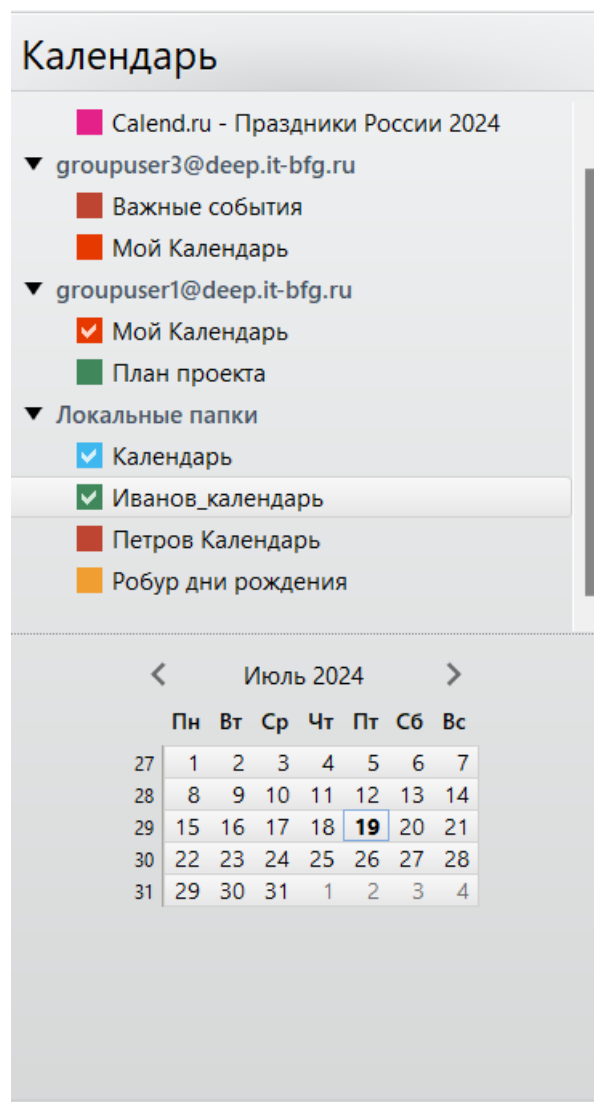 Календарь
Calend.ru - Праздники России 2024
groupuser3@deep.it-bfg.ru
Важные события
Мой Календарь
groupuser1@deep.it-bfg.ru
Мой Календарь
План проекта
Локальные папки
Календарь
Иванов_календарь
Петров Календарь
Робур дни рождения
Июль 2024
Пн Вт Ср Чт Пт Сб Вс
27 1 2 3 4 5 6 7
28 8 9 10 11 12 13 14
29 15 16 17 18 19 20 21
30 22 23 24 25 26 27 28
31 29 30 31 1 2 3 4